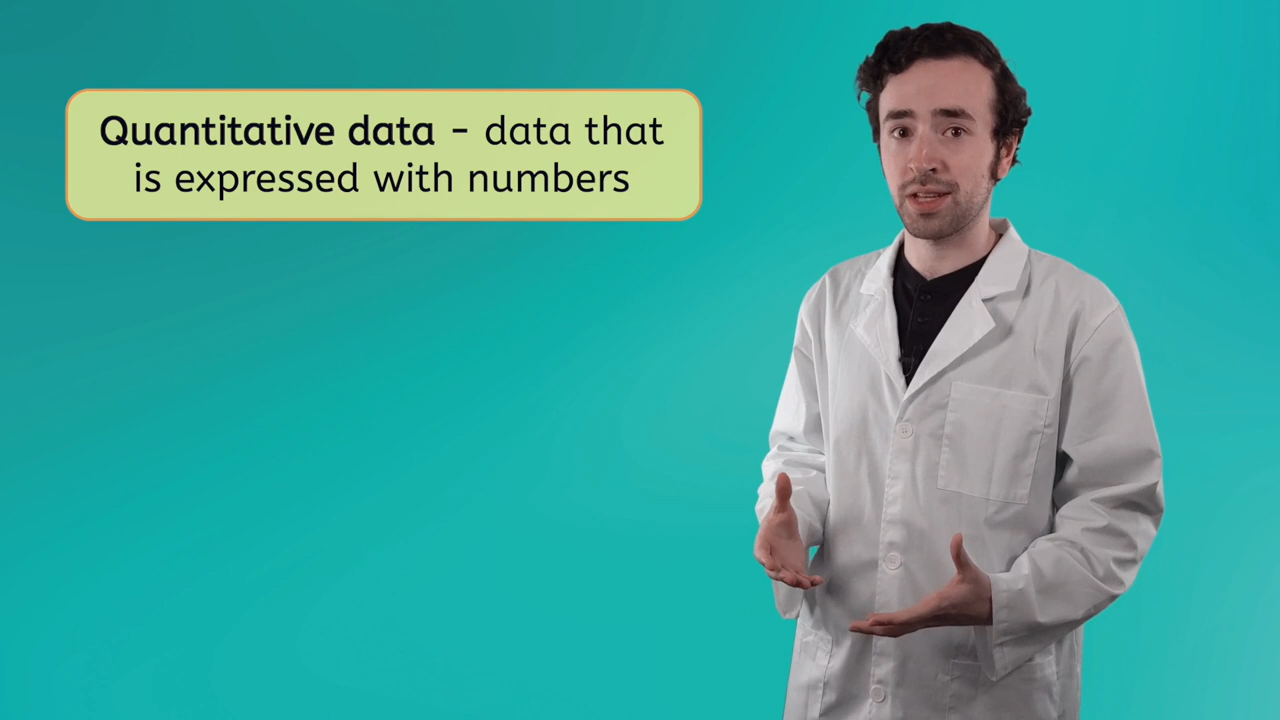 Quantitative data - data that
is expressed with numbers